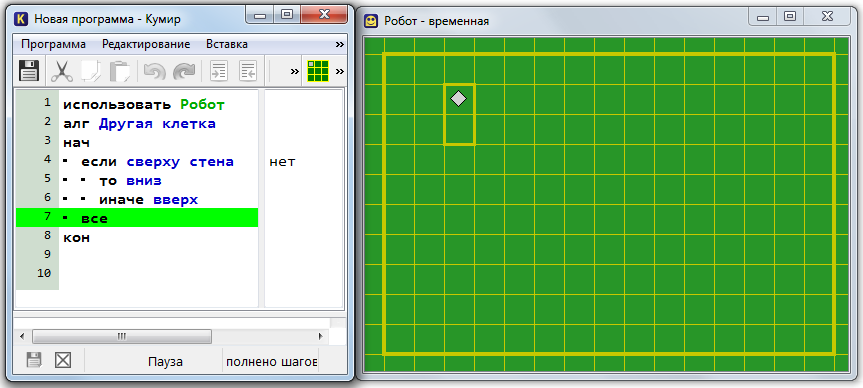 Новая программа - Кумир
Программа Редактирование Вставка »
» »
1 использовать Робот
2 алг Другая клетка
3 нач
4 если сверху стена нет
5 то вниз
6 иначе вверх
7 все
8 кон
9
10
Пауза полнено шагов
Робот - временная